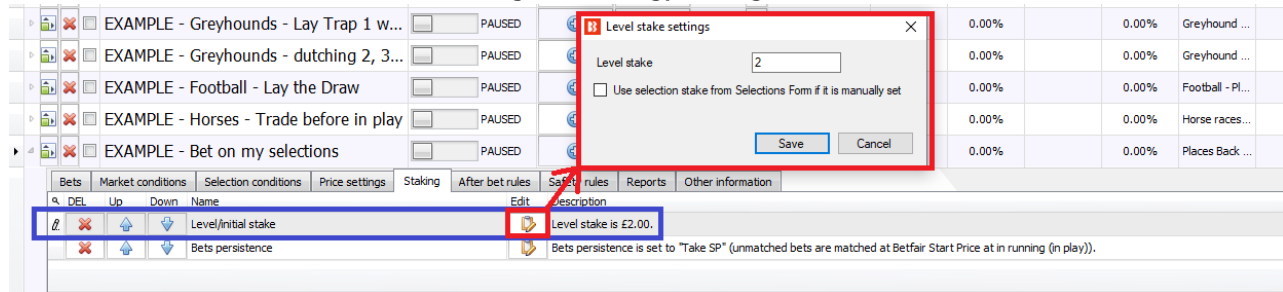 EXAMPLE - Greyhounds - Lay Trap 1 w... PAUSED 0.00% 0.00% Greyhound ...
EXAMPLE - Greyhounds - dutching 2, 3... PAUSED 0.00% 0.00% Greyhound ...
EXAMPLE - Football - Lay the Draw PAUSED 0.00% 0.00% Football - Pl...
EXAMPLE - Horses - Trade before in play PAUSED 0.00% 0.00% Horse races...
EXAMPLE - Bet on my selections PAUSED 0.00% 0.00% Places Back ...
B Level stake settings
Level stake 2
Use selection stake from Selections Form if it is manually set
Save Cancel
Bets Market conditions Selection conditions Price settings Staking After bet rules Safety rules Reports Other information
DEL Up Down Name Edit Description
Level/initial stake Level stake is £2.00.
Bets persistence Bets persistence is set to "Take SP" (unmatched bets are matched at Betfair Start Price at in running (in play)).